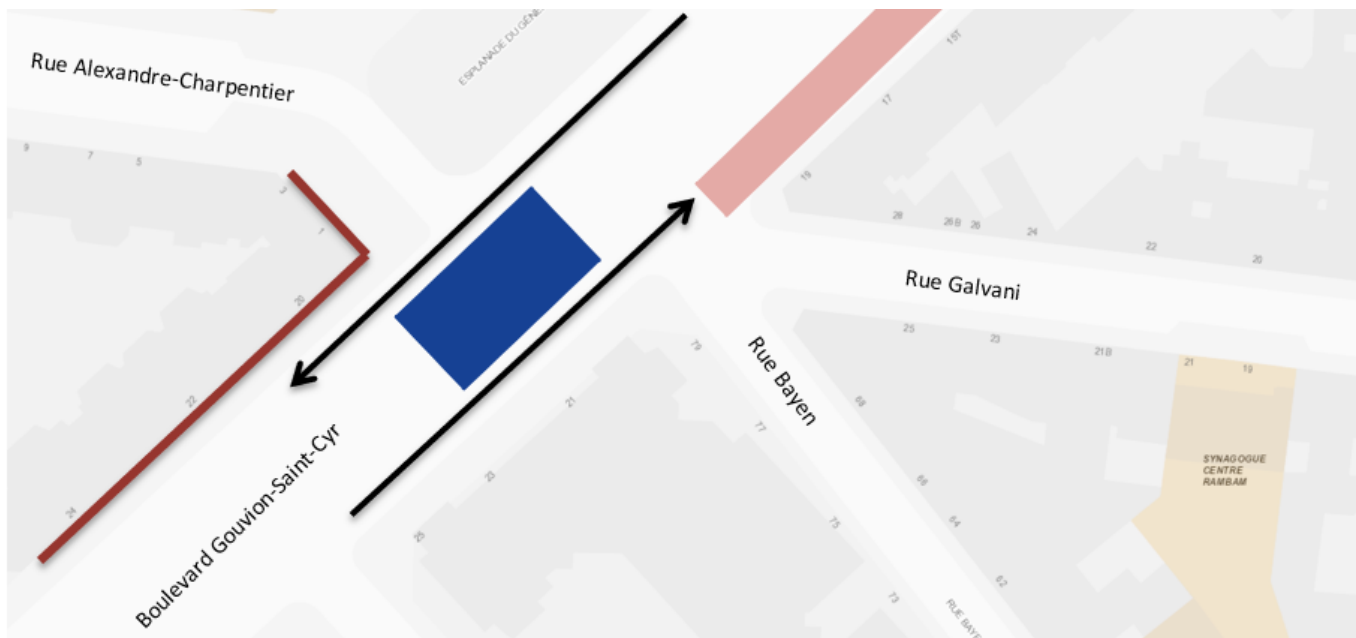 Rue Alexandre-Charpentier
ESPLANADE DU GÉNÉ
15T
17
19
9
7
5
3
1
20
22
24
28
26 B
26
24
22
20
Rue Galvani
25
23
21 B
21
19
SYNAGOGUE
CENTRE
RAMBAM
Rue Bayen
79
77
75
73
68
66
64
62
RUE BAYE
21
23
25
Boulevard Gouvion-Saint-Cyr